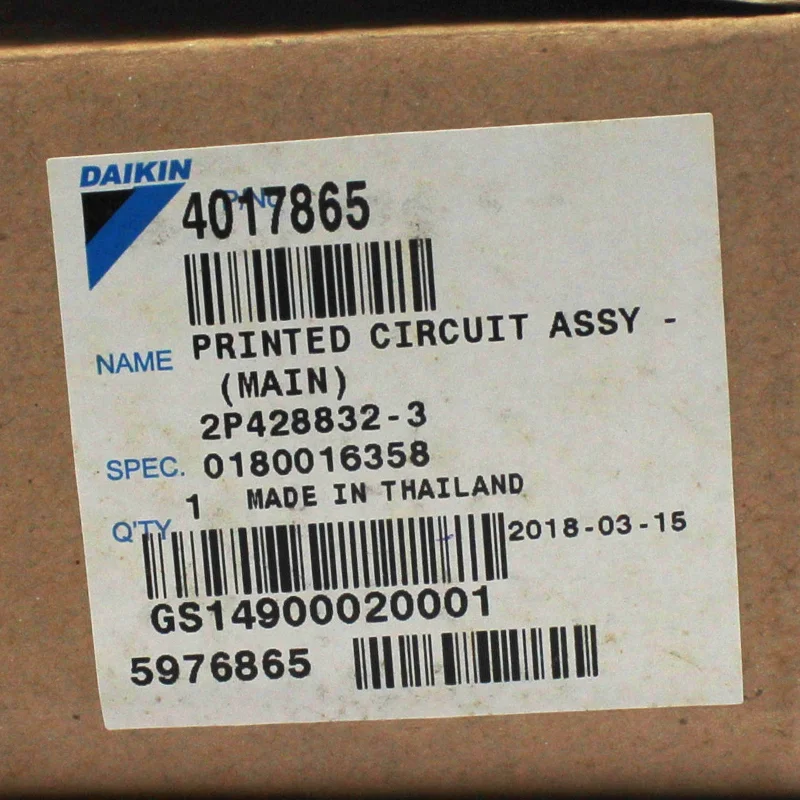 DAIKIN
P/NO
4017865
NAME PRINTED CIRCUIT ASSY -
(MAIN)
2P428832-3
SPEC. 0180016358
Q'TY 1 MADE IN THAILAND
2018-03-15
GS14900020001
5976865